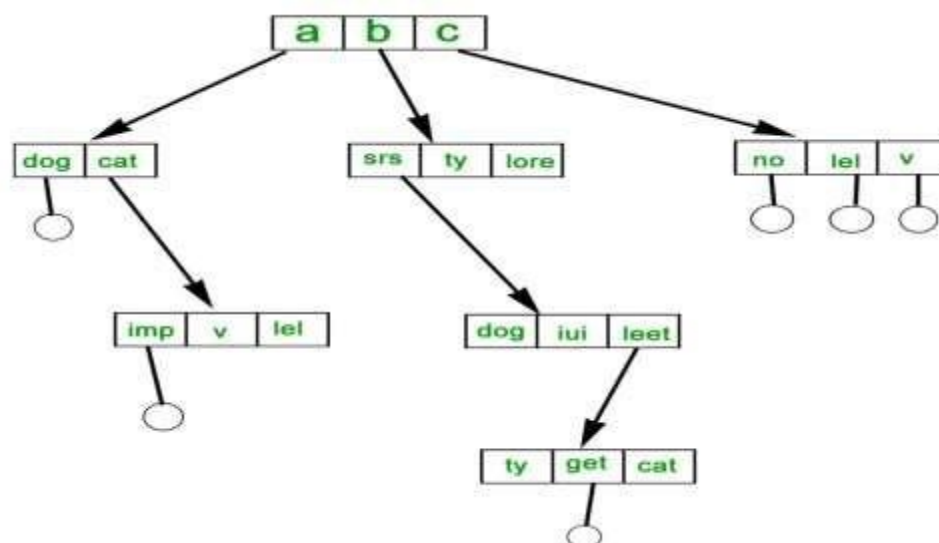 a b c
dog cat
srs ty lore
no lel v
imp v lel
dog iui leet
ty get cat